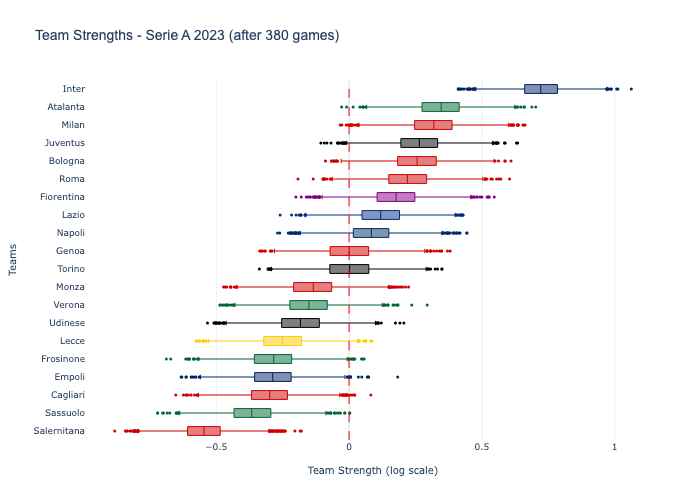 Team Strengths - Serie A 2023 (after 380 games)
Inter
Atalanta
Milan
Juventus
Bologna
Roma
Fiorentina
Lazio
Napoli
Genoa
Torino
Monza
Verona
Udinese
Lecce
Frosinone
Empoli
Cagliari
Sassuolo
Salernitana
Teams
−0.5 0 0.5 1
Team Strength (log scale)